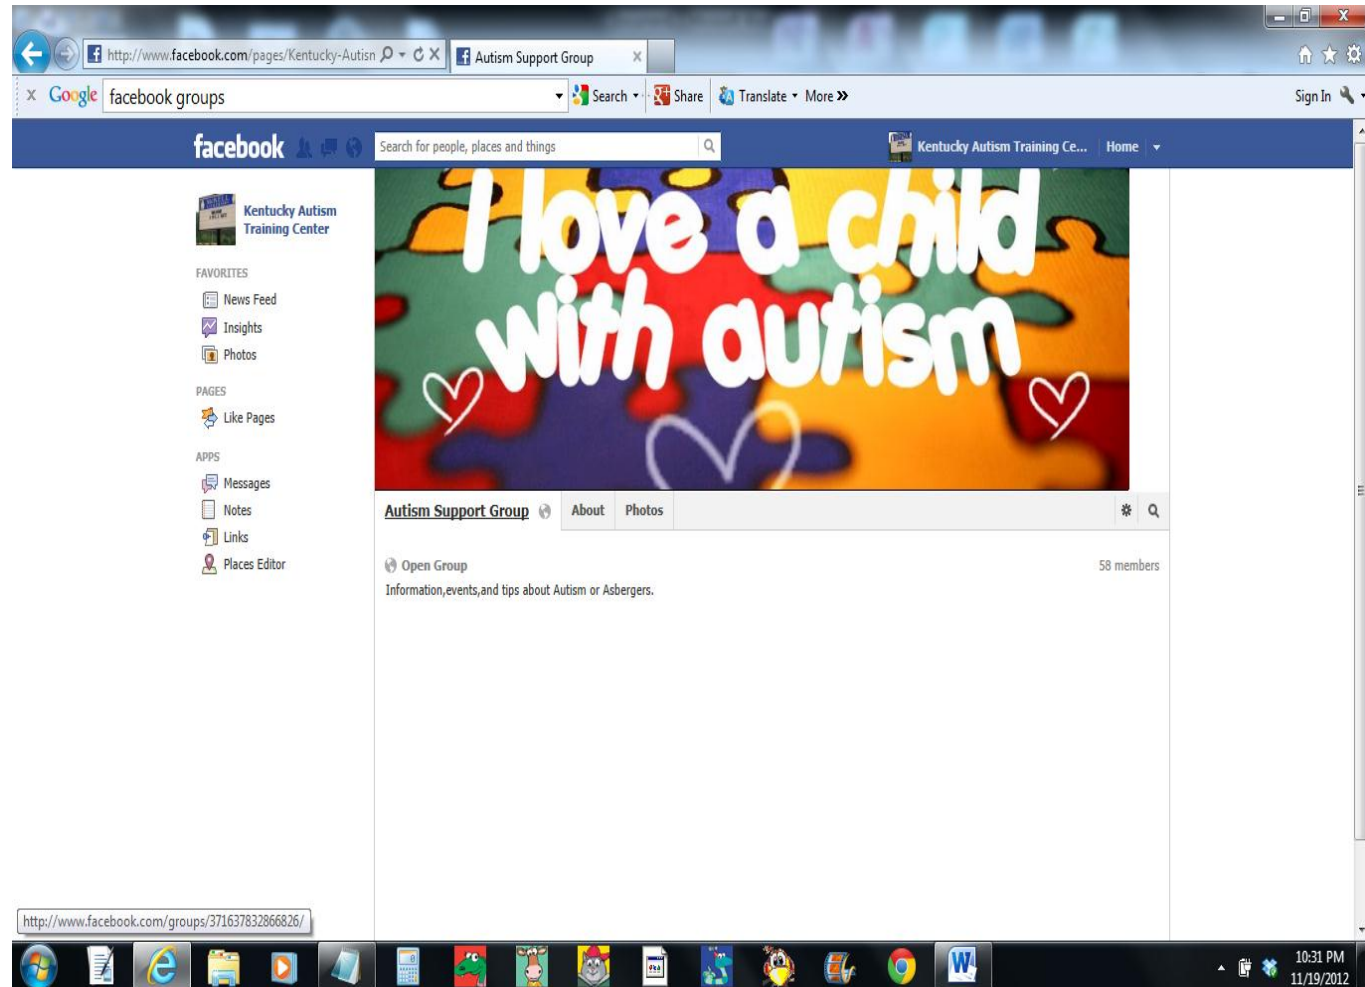 http://www.facebook.com/pages/Kentucky-Autisn
Autism Support Group
x Google facebook groups Search Share Translate More » Sign In
facebook Search for people, places and things Kentucky Autism Training Ce... Home
Kentucky Autism
Training Center
FAVORITES
News Feed
Insights
Photos
PAGES
Like Pages
APPS
Messages
Notes
Links
Places Editor
I love a child
with autism
Autism Support Group About Photos
Open Group 58 members
Information,events,and tips about Autism or Asbergers.
http://www.facebook.com/groups/371637832866826/
10:31 PM
11/19/2012